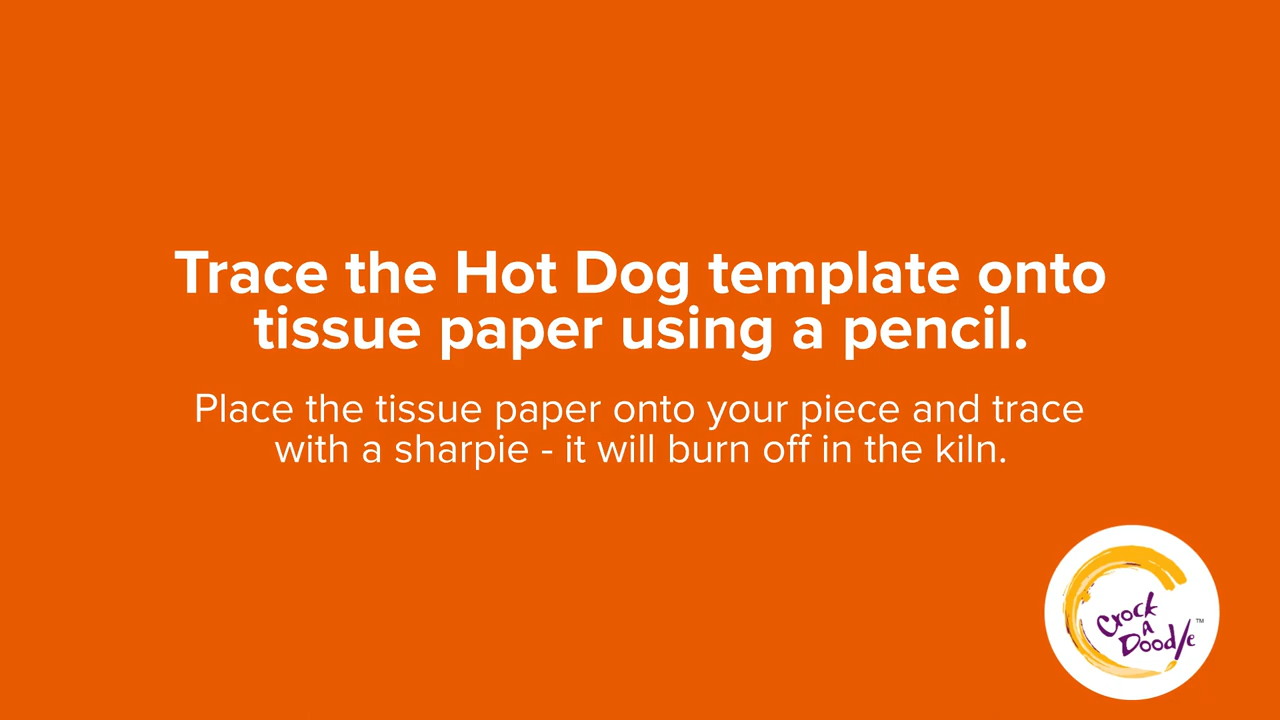 Trace the Hot Dog template onto
tissue paper using a pencil.
Place the tissue paper onto your piece and trace
with a sharpie - it will burn off in the kiln.
Crock
A
Doodle
TM